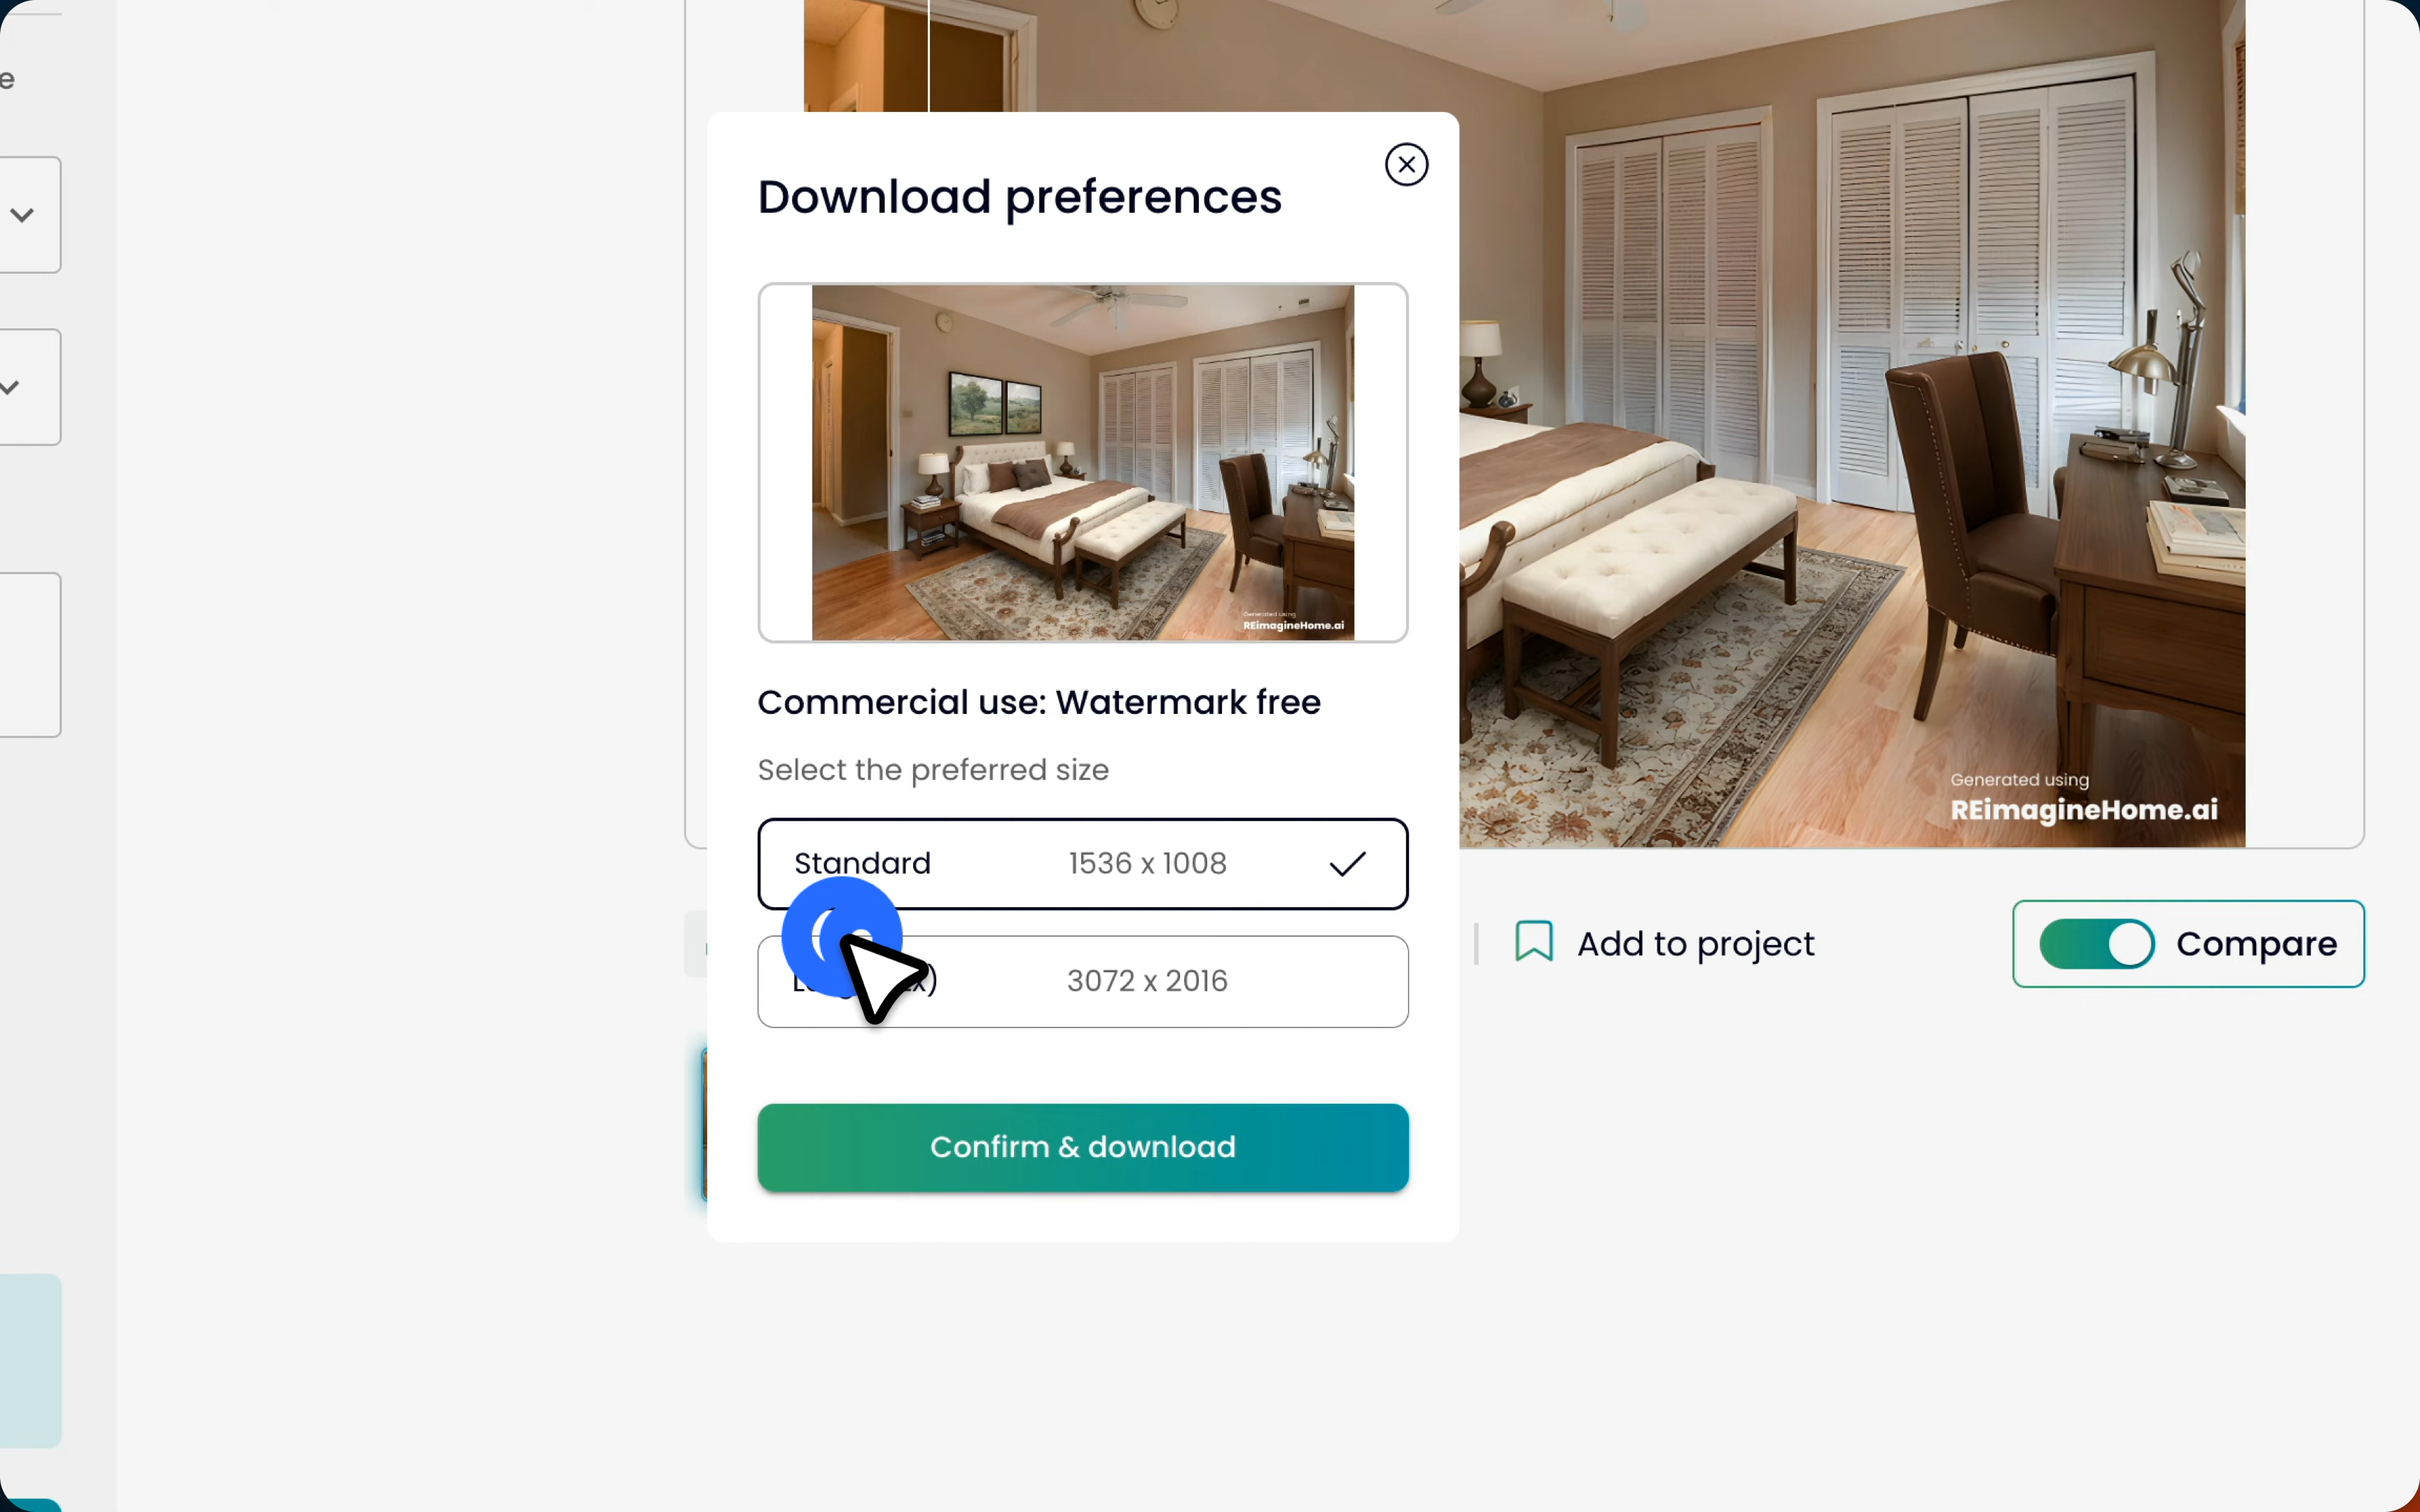 e
Download preferences
Generated using
REimagineHome.ai
Commercial use: Watermark free
Select the preferred size
Standard 1536 x 1008
3072 x 2016
Confirm & download
Generated using
REimagineHome.ai
Add to project
Compare